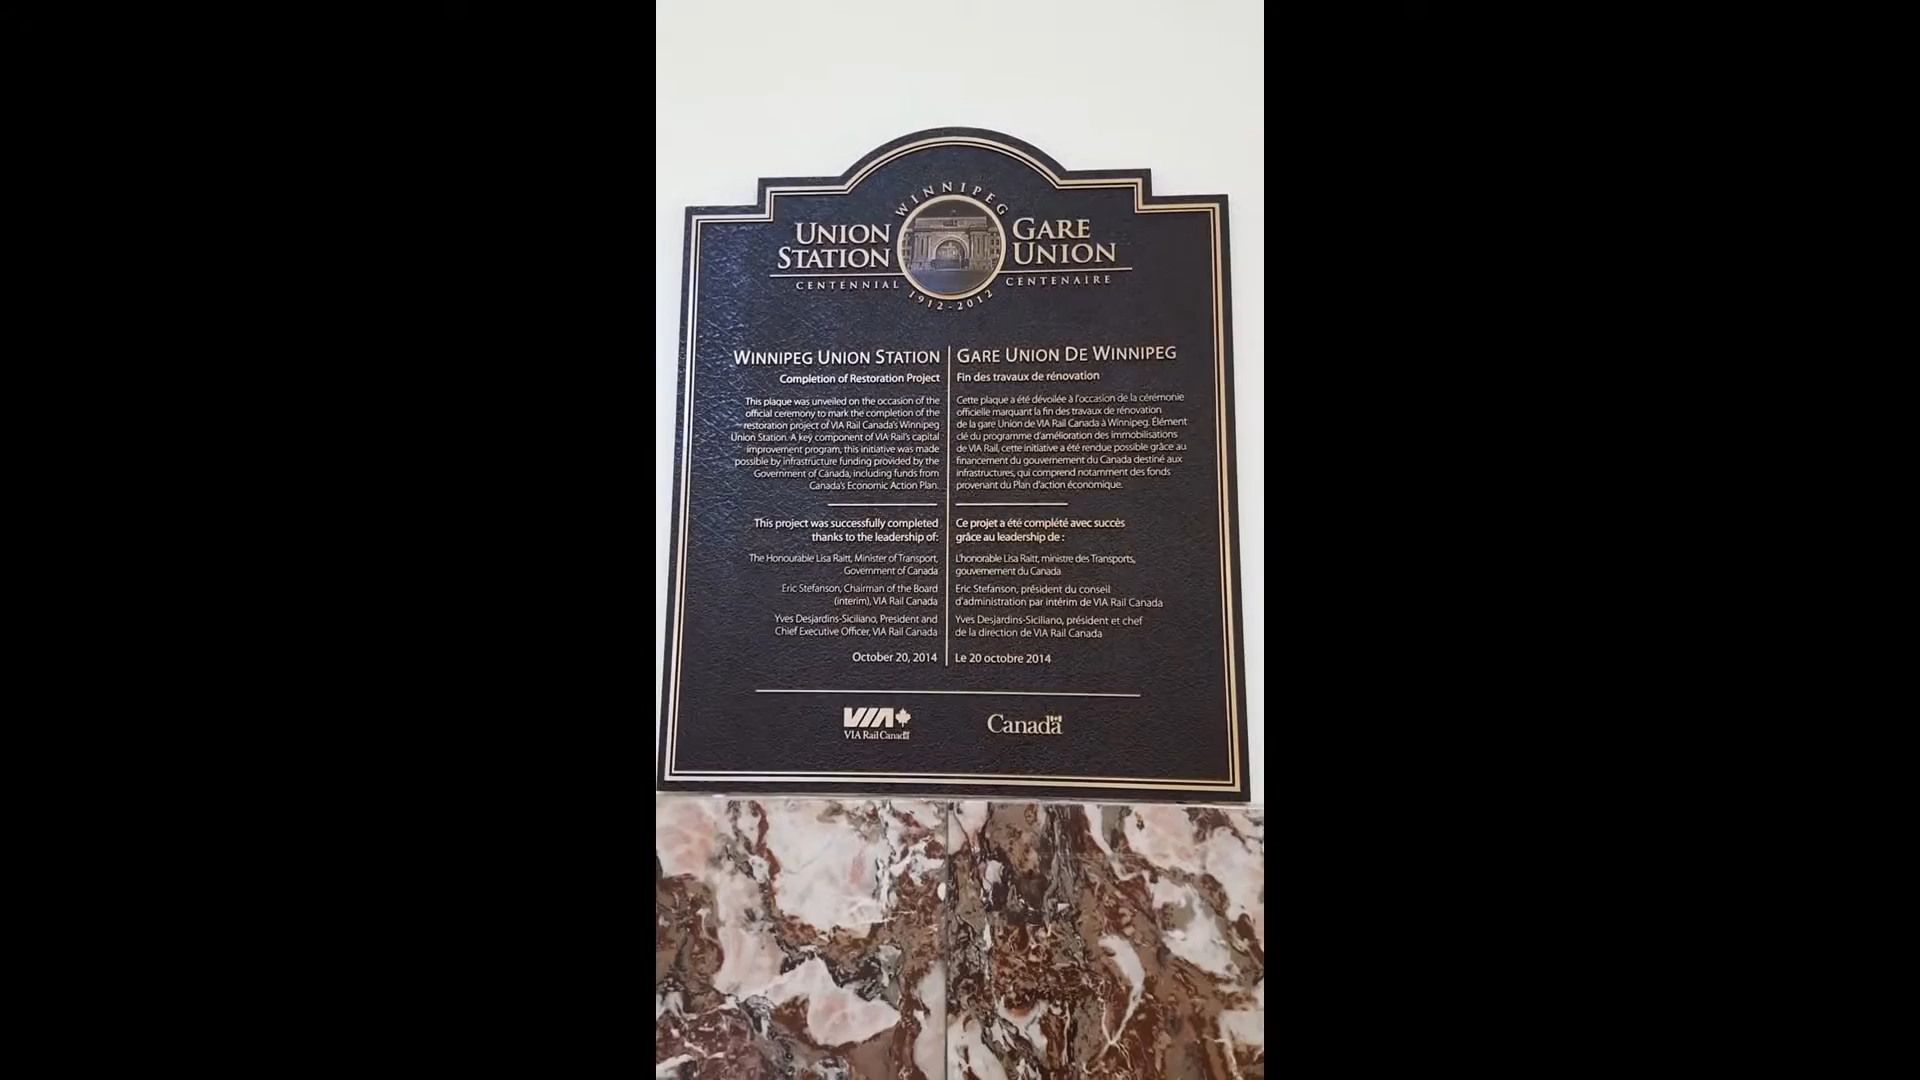 WINNIPEG
UNION
STATION
CENTENNIAL
GARE
UNION
CENTENAIRE
1912-2012
WINNIPEG UNION STATION
Completion of Restoration Project
This plaque was unveiled on the occasion of the
official ceremony to mark the completion of the
restoration project of VIA Rail Canada's Winnipeg
Union Station. A key component of VIA Rail's capital
improvement program, this initiative was made
possible by infrastructure funding provided by the
Government of Canada, including funds from
Canada's Economic Action Plan.
This project was successfully completed
thanks to the leadership of:
The Honourable Lisa Raitt, Minister of Transport,
Government of Canada
Eric Stefanson, Chairman of the Board
(interim), VIA Rail Canada
Yves Desjardins-Siciliano, President and
Chief Executive Officer, VIA Rail Canada
October 20, 2014
GARE UNION DE WINNIPEG
Fin des travaux de rénovation
Cette plaque a été dévoilée à l'occasion de la cérémonie
officielle marquant la fin des travaux de rénovation
de la gare Union de VIA Rail Canada à Winnipeg. Élément
clé du programme d'amélioration des immobilisations
de VIA Rail, cette initiative a été rendue possible grâce au
financement du gouvernement du Canada destiné aux
infrastructures, qui comprend notamment des fonds
provenant du Plan d'action économique.
Ce projet a été complété avec succès
grâce au leadership de :
L'honorable Lisa Raitt, ministre des Transports,
gouvernement du Canada
Eric Stefanson, président du conseil
d'administration par intérim de VIA Rail Canada
Yves Desjardins-Siciliano, président et chef
de la direction de VIA Rail Canada
Le 20 octobre 2014
VIA
VIA Rail Canada
Canada